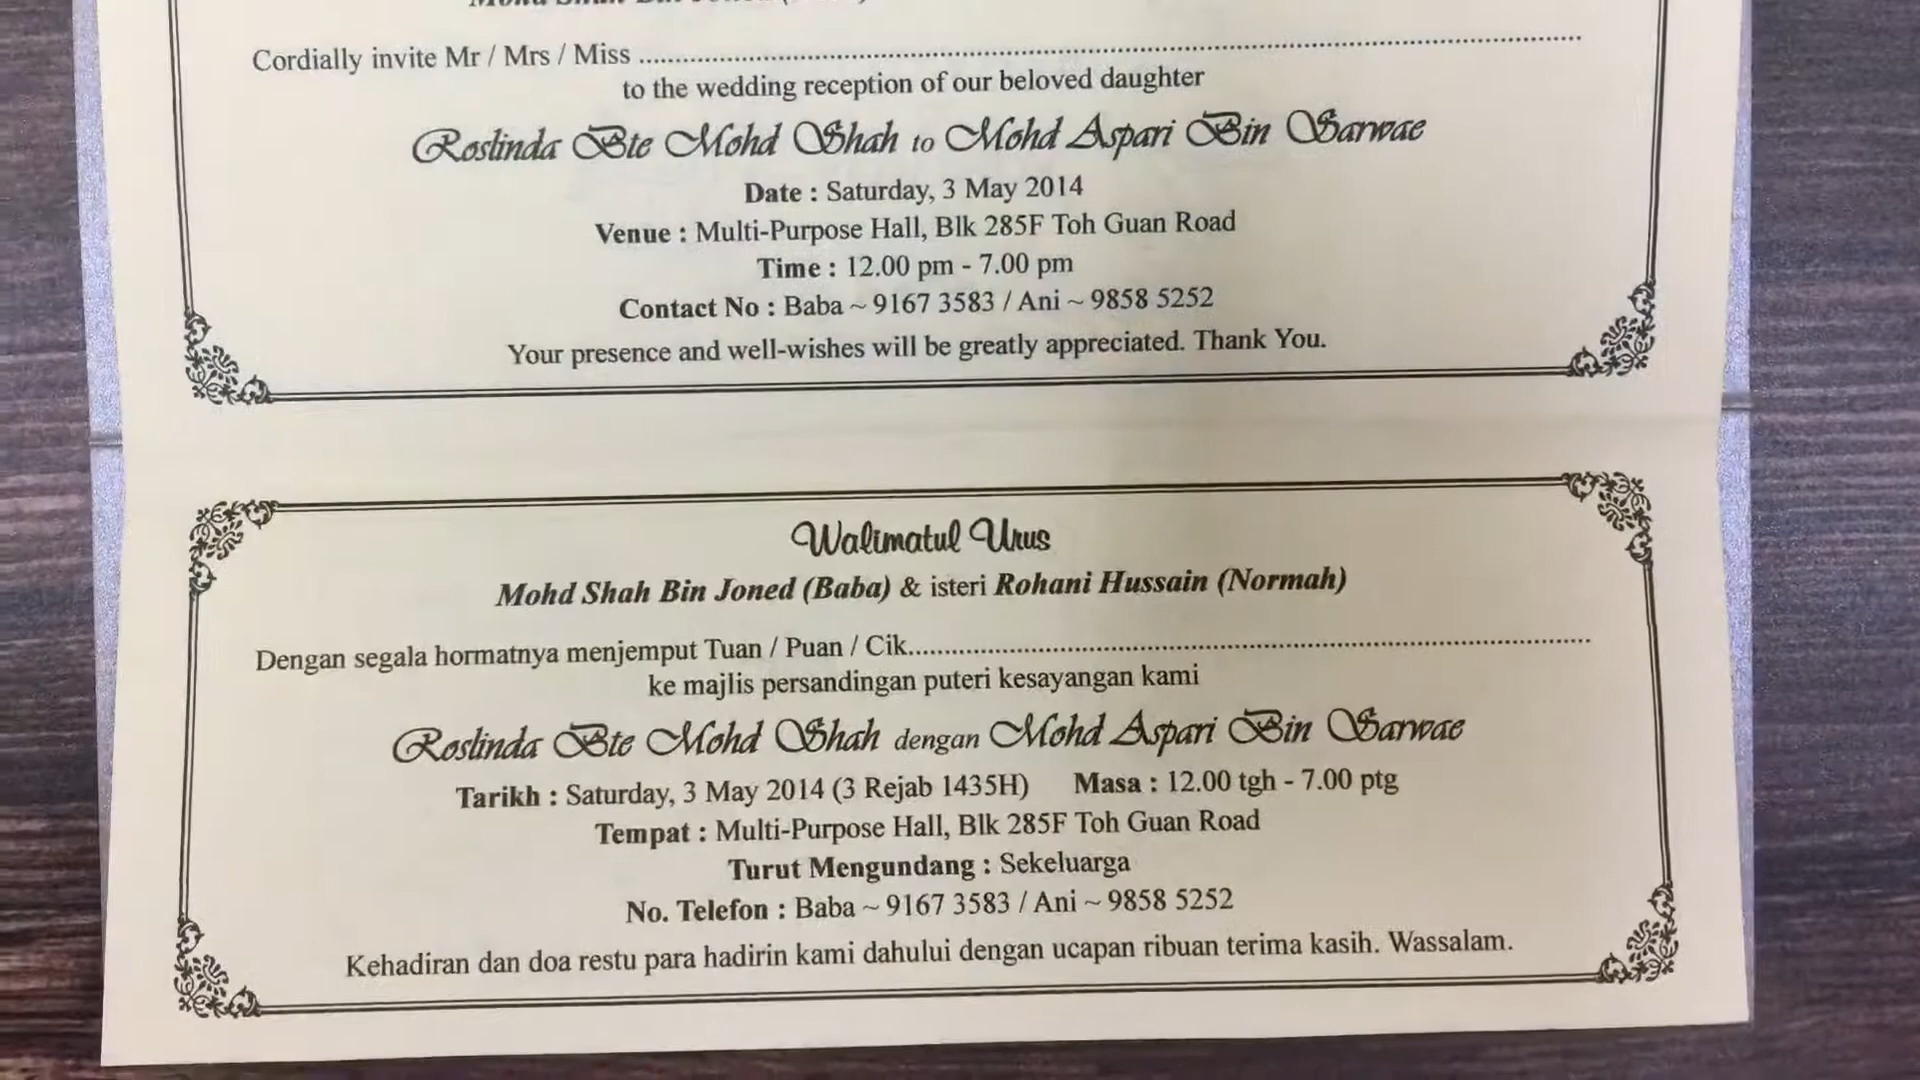 Cordially invite Mr / Mrs / Miss ................................................................
to the wedding reception of our beloved daughter
Roslinda Bte Mohd Shah to Mohd Aspari Bin Sarwae
Date : Saturday, 3 May 2014
Venue : Multi-Purpose Hall, Blk 285F Toh Guan Road
Time : 12.00 pm - 7.00 pm
Contact No : Baba ~ 9167 3583 / Ani ~ 9858 5252
Your presence and well-wishes will be greatly appreciated. Thank You.
Walimatul Urus
Mohd Shah Bin Joned (Baba) & isteri Rohani Hussain (Normah)
Dengan segala hormatnya menjemput Tuan / Puan / Cik................................................................
ke majlis persandingan puteri kesayangan kami
Roslinda Bte Mohd Shah dengan Mohd Aspari Bin Sarwae
Tarikh : Saturday, 3 May 2014 (3 Rejab 1435H) Masa : 12.00 tgh - 7.00 ptg
Tempat : Multi-Purpose Hall, Blk 285F Toh Guan Road
Turut Mengundang : Sekeluarga
No. Telefon : Baba ~ 9167 3583 / Ani ~ 9858 5252
Kehadiran dan doa restu para hadirin kami dahului dengan ucapan ribuan terima kasih. Wassalam.